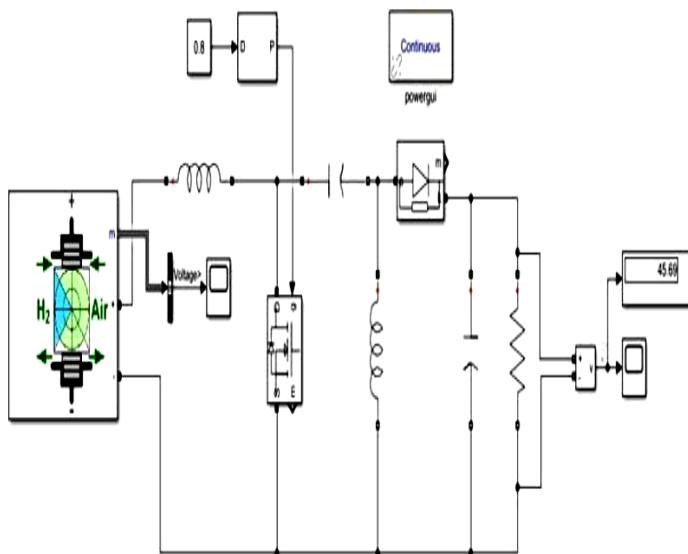 0.8
D
P
Continuous
powergui
m
+
m
<Voltage>
H₂
Air
+
-
D
g
S
E
+
-
v
45.69